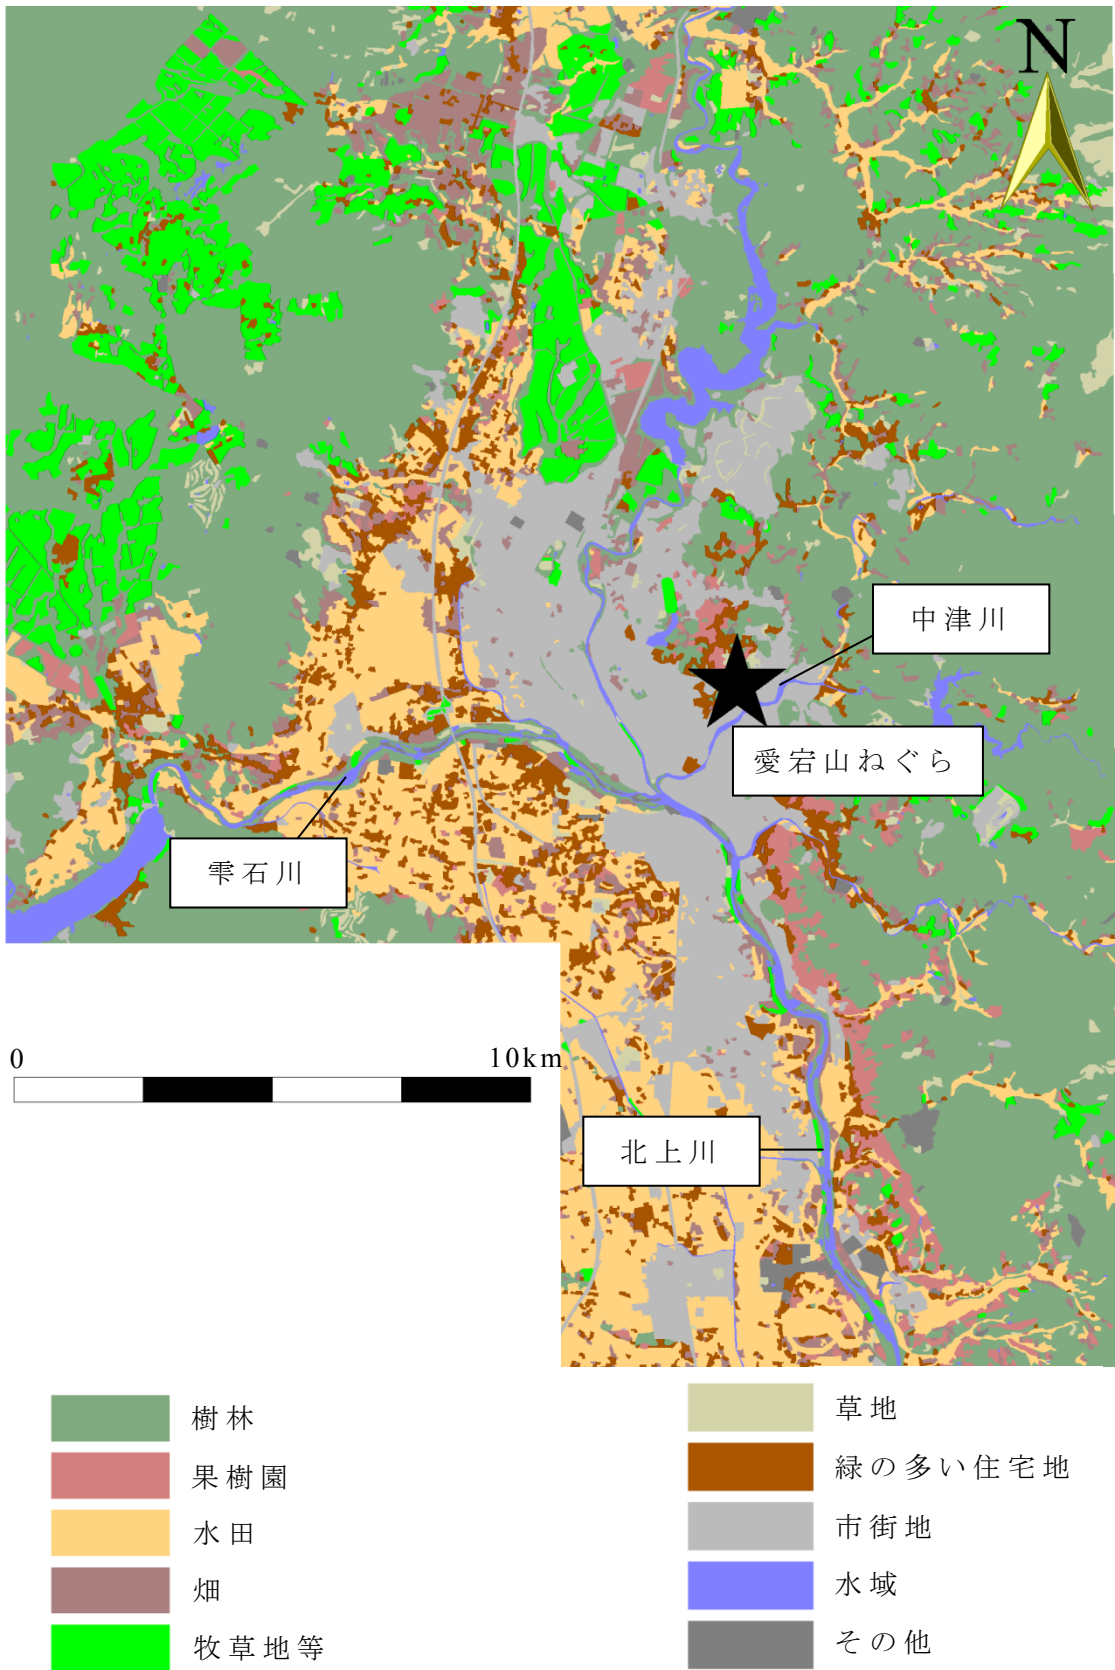 N
中津川
愛宕山ねぐら
雫石川
0 10km
北上川
樹林
果樹園
水田
畑
牧草地等
草地
緑の多い住宅地
市街地
水域
その他